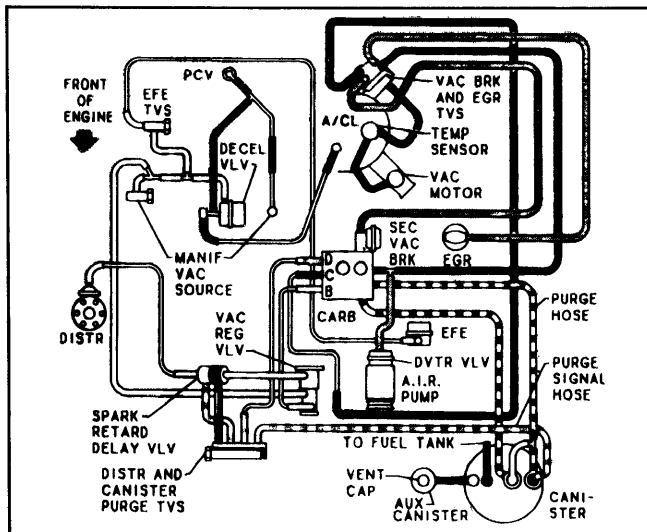 FRONT
OF
ENGINE
EFE
TVS
PCV
DECEL
VLV
A/CL
VAC BRK
AND EGR
TVS
TEMP
SENSOR
VAC
MOTOR
MANIF
VAC
SOURCE
SEC
VAC
BRK
EGR
D
C
B
CARB
DISTR
VAC
REG
VLV
EFE
PURGE
HOSE
DVTR VLV
A.I.R.
PUMP
PURGE
SIGNAL
HOSE
SPARK
RETARD
DELAY VLV
DISTR AND
CANISTER
PURGE TVS
TO FUEL TANK
VENT
CAP
AUX
CANISTER
CANI-
STER